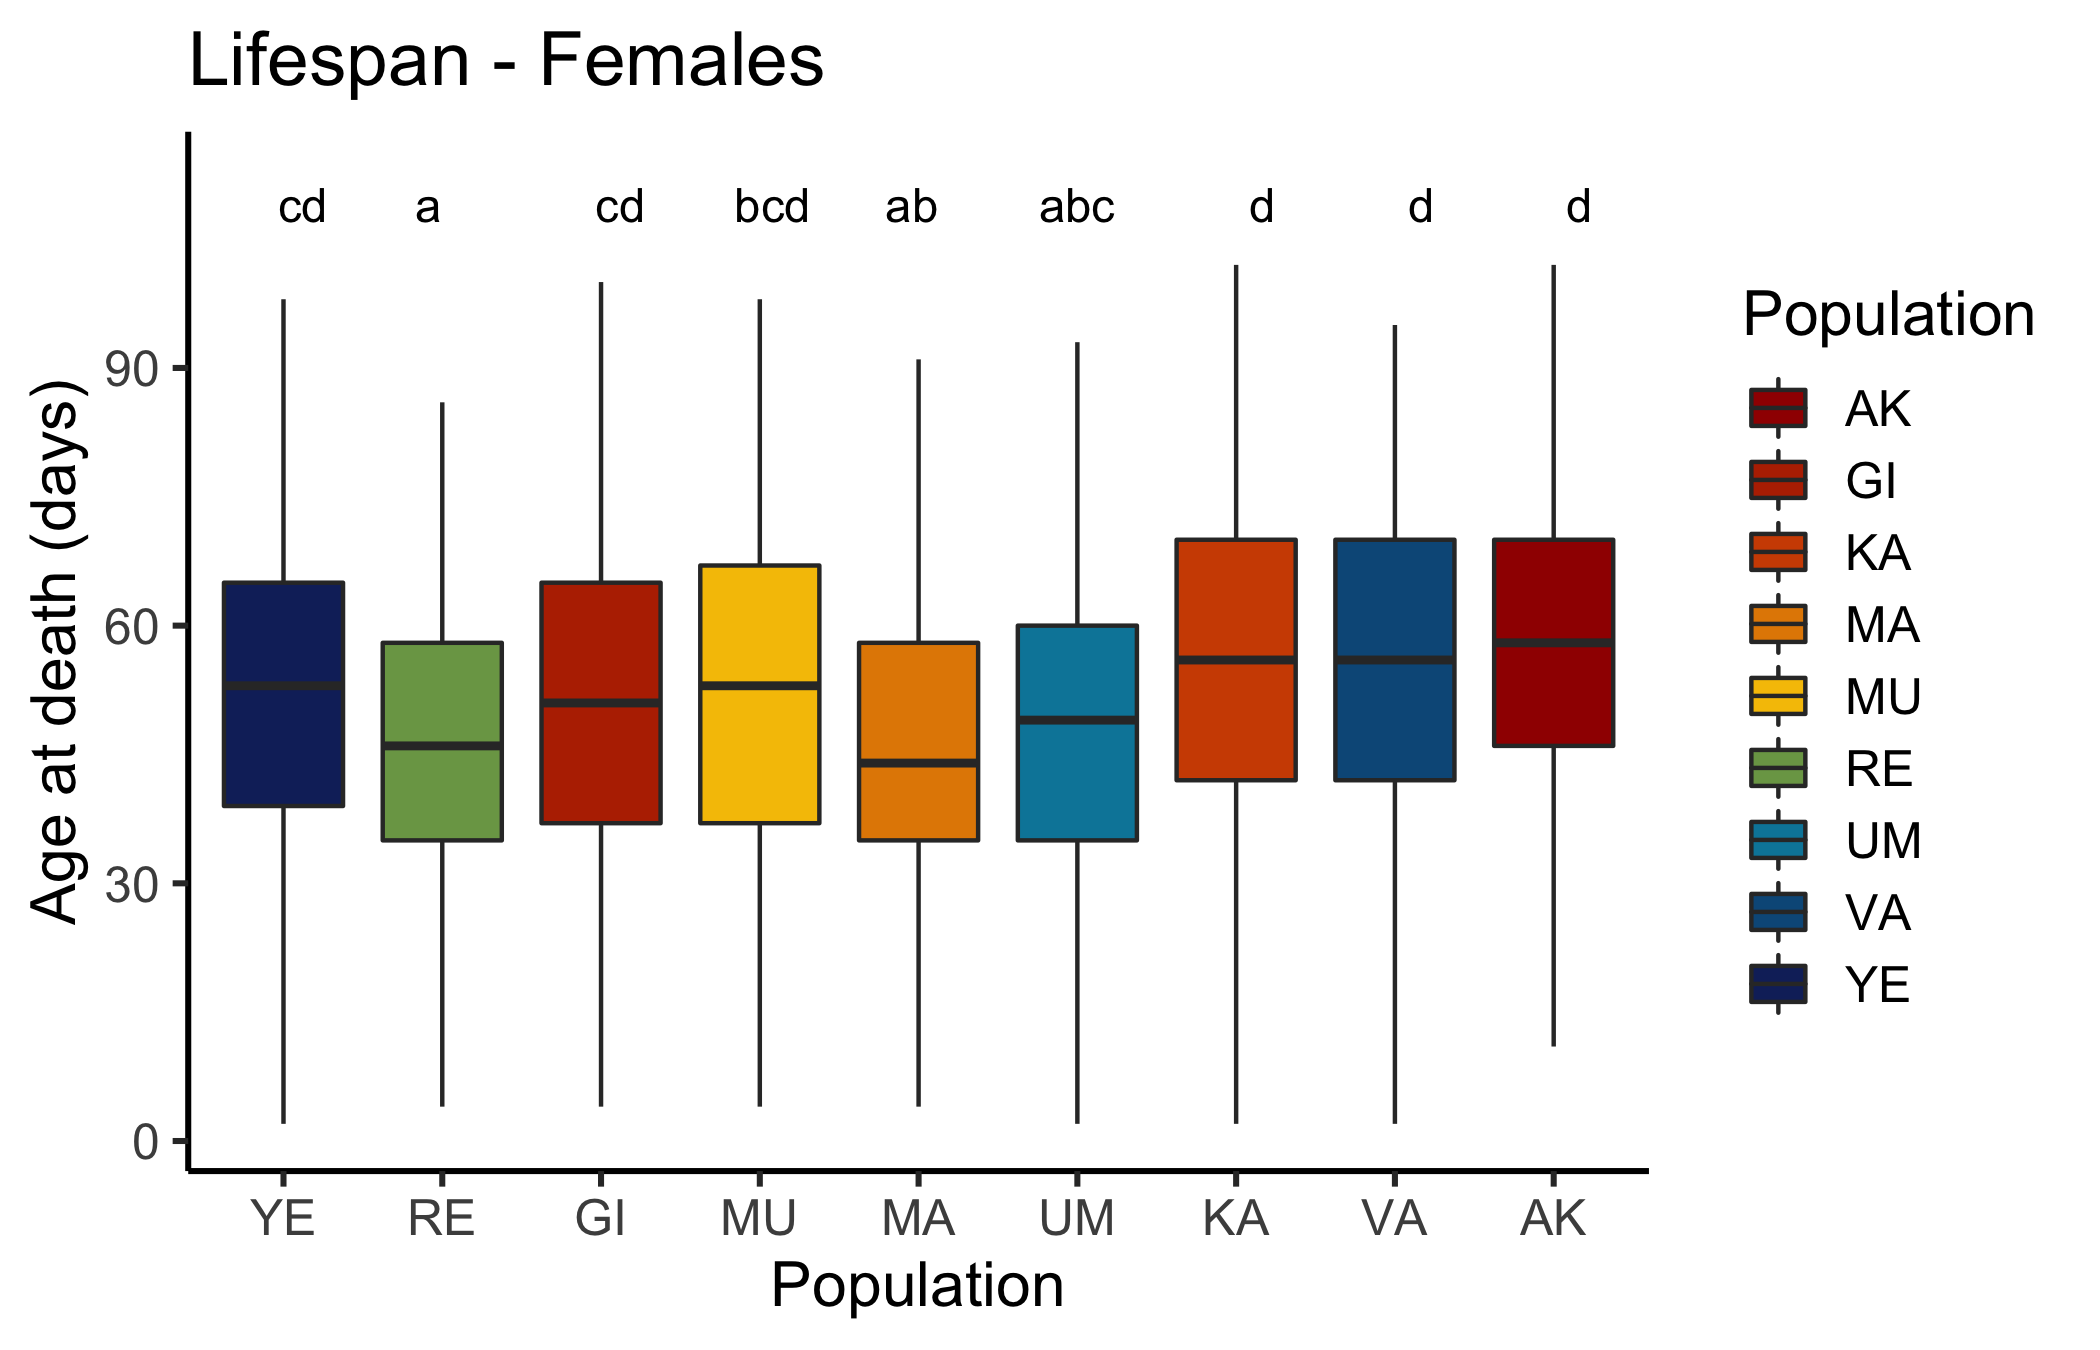 Lifespan - Females
cd a cd bcd ab abc d d d
Age at death (days)
90
60
30
0
YE RE GI MU MA UM KA VA AK
Population
Population
AK
GI
KA
MA
MU
RE
UM
VA
YE